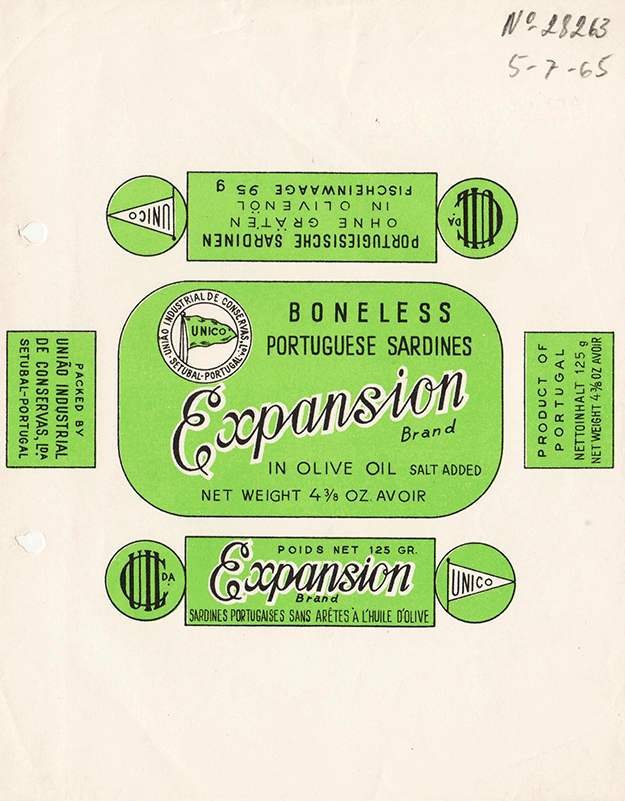 Nº 28263
5-7-65
PORTUGIESISCHE SARDINEN
OHNE GRÄTEN
IN OLIVENÖL
FISCHEINWAAGE 95 g
UNICO
UIL
DA
UNIÃO INDUSTRIAL DE CONSERVAS, LDA
SETUBAL-PORTUGAL
UNICO
BONELESS
PORTUGUESE SARDINES
Expansion
Brand
IN OLIVE OIL SALT ADDED
NET WEIGHT 4 3/8 OZ. AVOIR
PACKED BY
UNIÃO INDUSTRIAL
DE CONSERVAS, LDA
SETUBAL-PORTUGAL
PRODUCT OF
PORTUGAL
NETTOINHALT 125 g
NET WEIGHT 4 3/8 OZ AVOIR
UIC
DA.
POIDS NET 125 GR.
Expansion
Brand
SARDINES PORTUGAISES SANS ARÊTES À L'HUILE D'OLIVE
UNICO